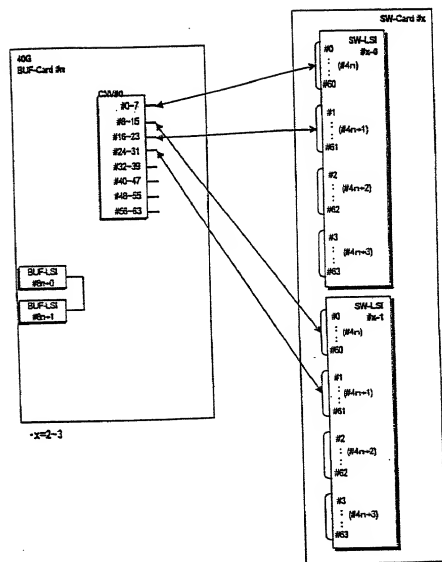 40G
BUF-Card #n
CXV#0
#0-7
#8-15
#16-23
#24-31
#32-39
#40-47
#48-55
#56-63
BUF-LSI
#8n+0
BUF-LSI
#8n+1
-x=2~3
SW-Card #x
SW-LSI
#x-0
#0
(#4n)
#60
#1
(#4n+1)
#61
#2
(#4n+2)
#62
#3
(#4n+3)
#63
SW-LSI
#x-1
#0
(#4n)
#60
#1
(#4n+1)
#61
#2
(#4n+2)
#62
#3
(#4n+3)
#63